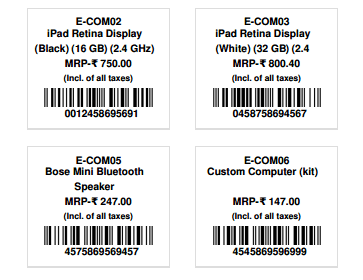 E-COM02
iPad Retina Display
(Black) (16 GB) (2.4 GHz)
MRP-₹ 750.00
(Incl. of all taxes)
0012458695691
E-COM03
iPad Retina Display
(White) (32 GB) (2.4
MRP-₹ 800.40
(Incl. of all taxes)
0458758694567
E-COM05
Bose Mini Bluetooth
Speaker
MRP-₹ 247.00
(Incl. of all taxes)
4575869569457
E-COM06
Custom Computer (kit)
MRP-₹ 147.00
(Incl. of all taxes)
4545869596999